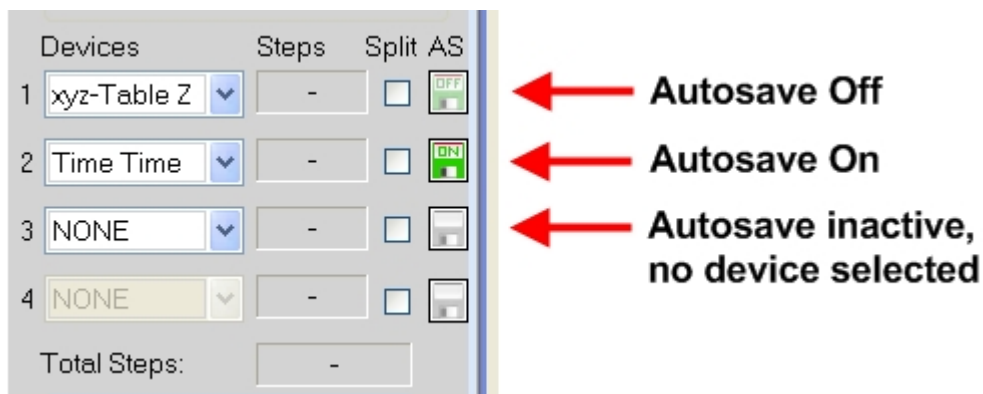 Devices Steps Split AS
1 xyz-Table Z - OFF Autosave Off
2 Time Time - ON Autosave On
3 NONE - Autosave inactive,
no device selected
4 NONE -
Total Steps: -